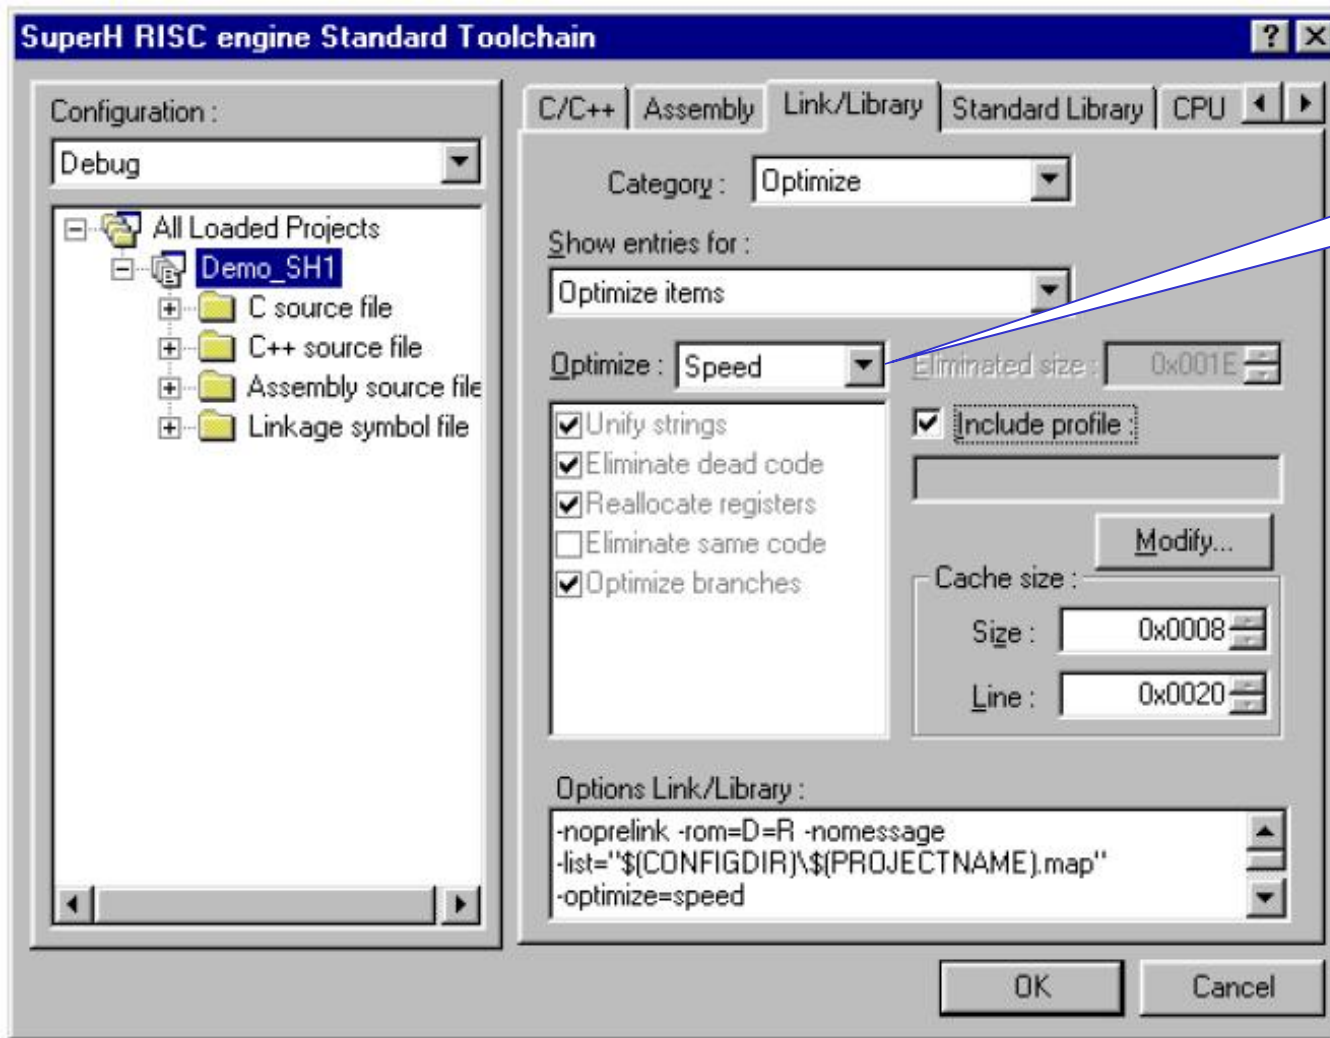 SuperH RISC engine Standard Toolchain
Configuration :
Debug
All Loaded Projects
Demo_SH1
C source file
C++ source file
Assembly source file
Linkage symbol file
C/C++ Assembly Link/Library Standard Library CPU
Category : Optimize
Show entries for :
Optimize items
Optimize : Speed
Eliminated size : 0x001E
Unify strings
Eliminate dead code
Reallocate registers
Eliminate same code
Optimize branches
Include profile :
Modify...
Cache size :
Size : 0x0008
Line : 0x0020
Options Link/Library :
-noprelink -rom=D=R -nomessage
-list="$(CONFIGDIR)\$(PROJECTNAME).map"
-optimize=speed
OK Cancel